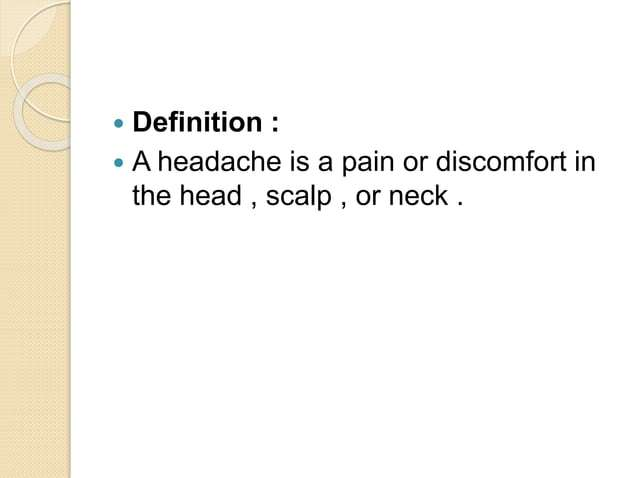 Definition :
A headache is a pain or discomfort in
the head , scalp , or neck .